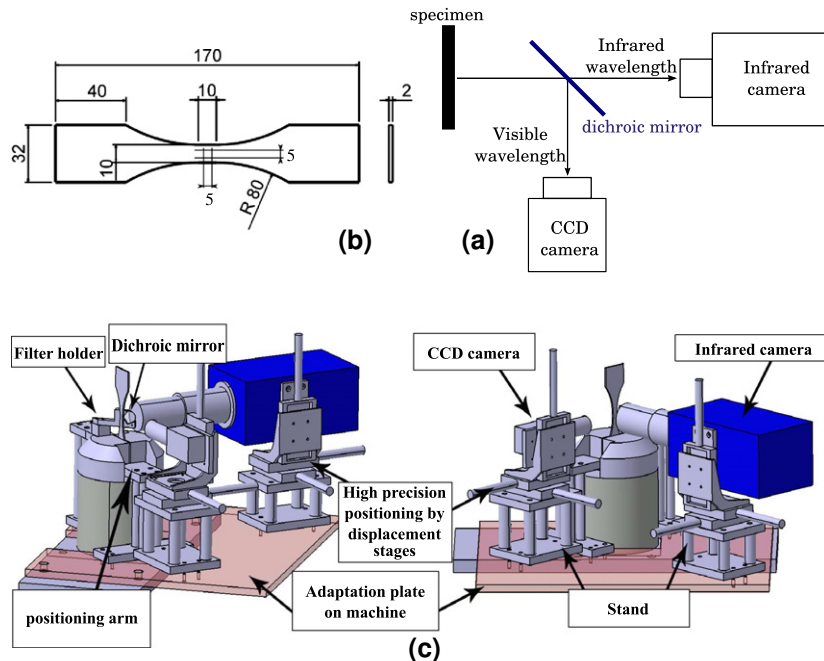 170
40
10
2
32
10
5
5
R 80
(b)
specimen
Infrared
wavelength
Infrared
camera
dichroic mirror
Visible
wavelength
CCD
camera
(a)
Filter holder
Dichroic mirror
CCD camera
Infrared camera
High precision
positioning by
displacement
stages
positioning arm
Adaptation plate
on machine
Stand
(c)